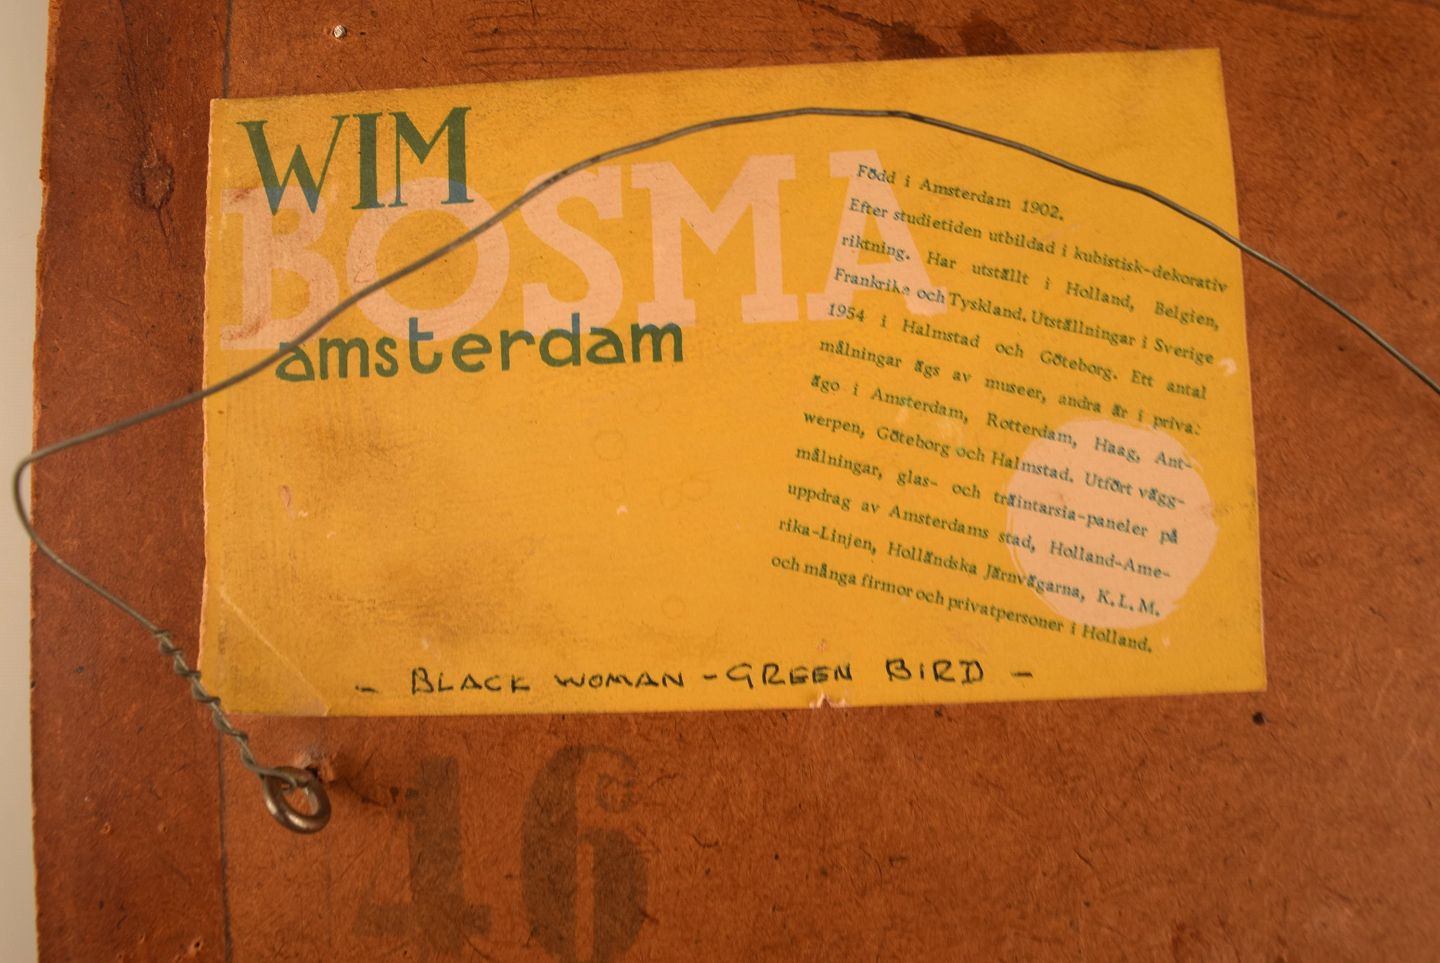 WIM
BOSMA
amsterdam
Född i Amsterdam 1902.
Efter studietiden utbildad i kubistisk-dekorativ
riktning. Har utställt i Holland, Belgien,
Frankrike och Tyskland. Utställningar i Sverige
1954 i Halmstad och Göteborg. Ett antal
målningar ägs av museer, andra är i priva:
ägo i Amsterdam, Rotterdam, Haag, Ant-
werpen, Göteborg och Halmstad. Utfört vägg-
målningar, glas- och träintarsia-paneler på
uppdrag av Amsterdams stad, Holland-Ame-
rika-Linjen, Holländska Järnvägarna, K.L.M.
och många firmor och privatpersoner i Holland.
- BLACK WOMAN - GREEN BIRD -
16